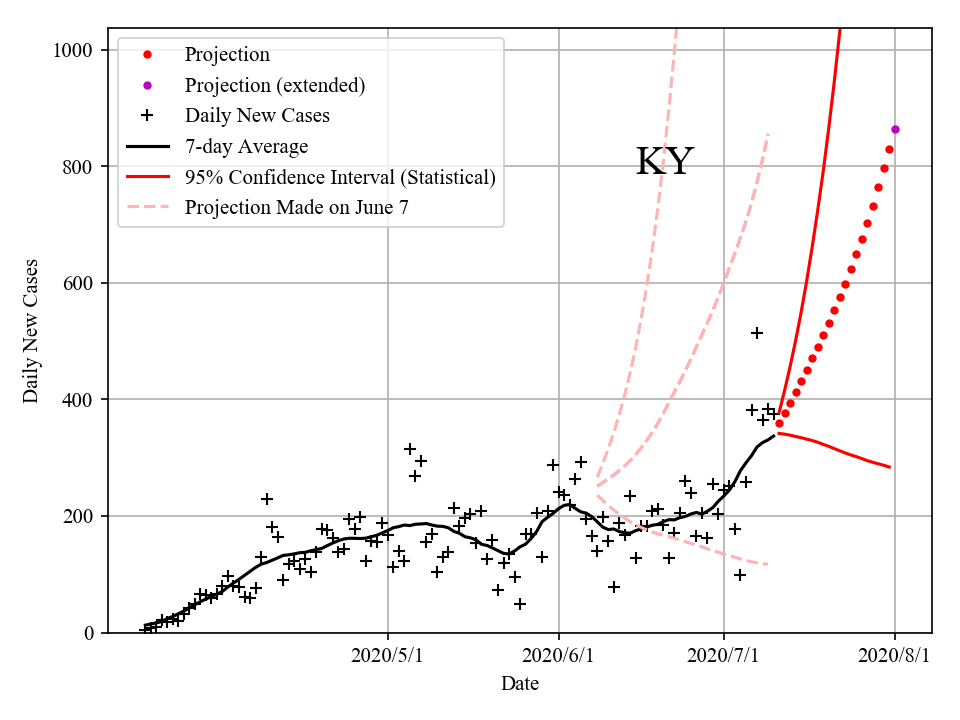 1000
800
600
400
200
0
Daily New Cases
Projection
Projection (extended)
Daily New Cases
7-day Average
95% Confidence Interval (Statistical)
Projection Made on June 7
KY
2020/5/1
2020/6/1
2020/7/1
2020/8/1
Date